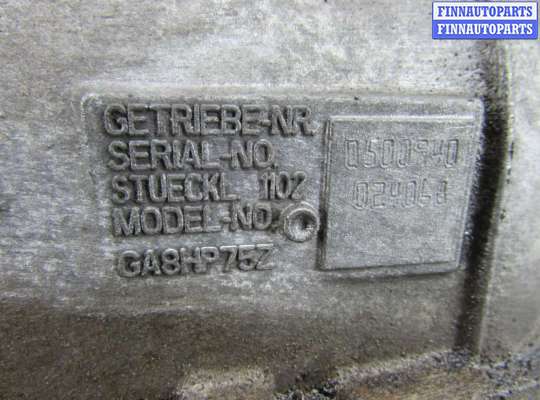 FINNAUTOPARTS
FINNAUTOPARTS
GETRIEBE-NR.
SERIAL-NO.
STUECKL. 1102
MODEL-NO.
GA8HP75Z
0500940
024068